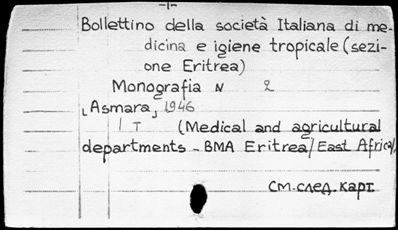 -1-
Bollettino della società Italiana di me-
dicina e igiene tropicale (sezi-
one Eritrea)
Monografia N 2
[Asmara], 1946
1 т (Medical and agricultural
departments - BMA Eritrea/East Africa/.
См. след. карт.